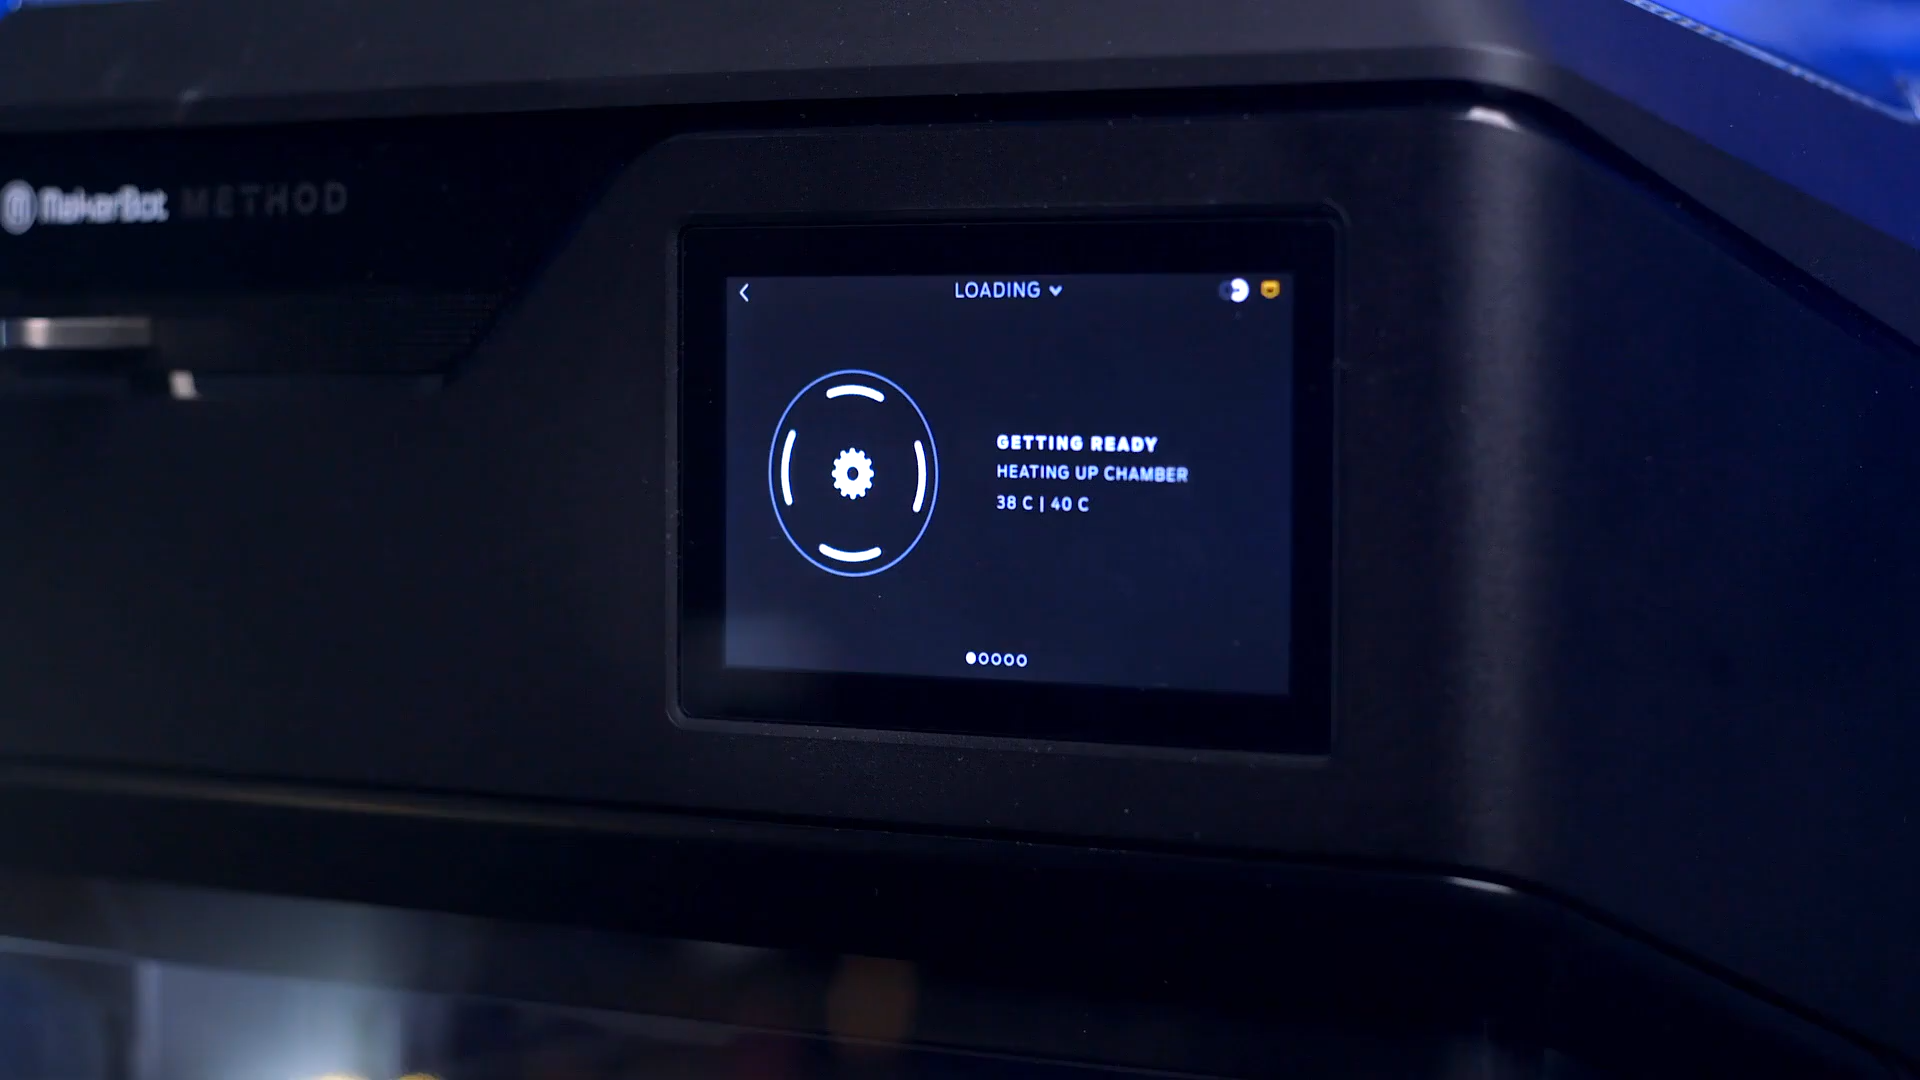 MakerBot METHOD
LOADING
GETTING READY
HEATING UP CHAMBER
38 C | 40 C